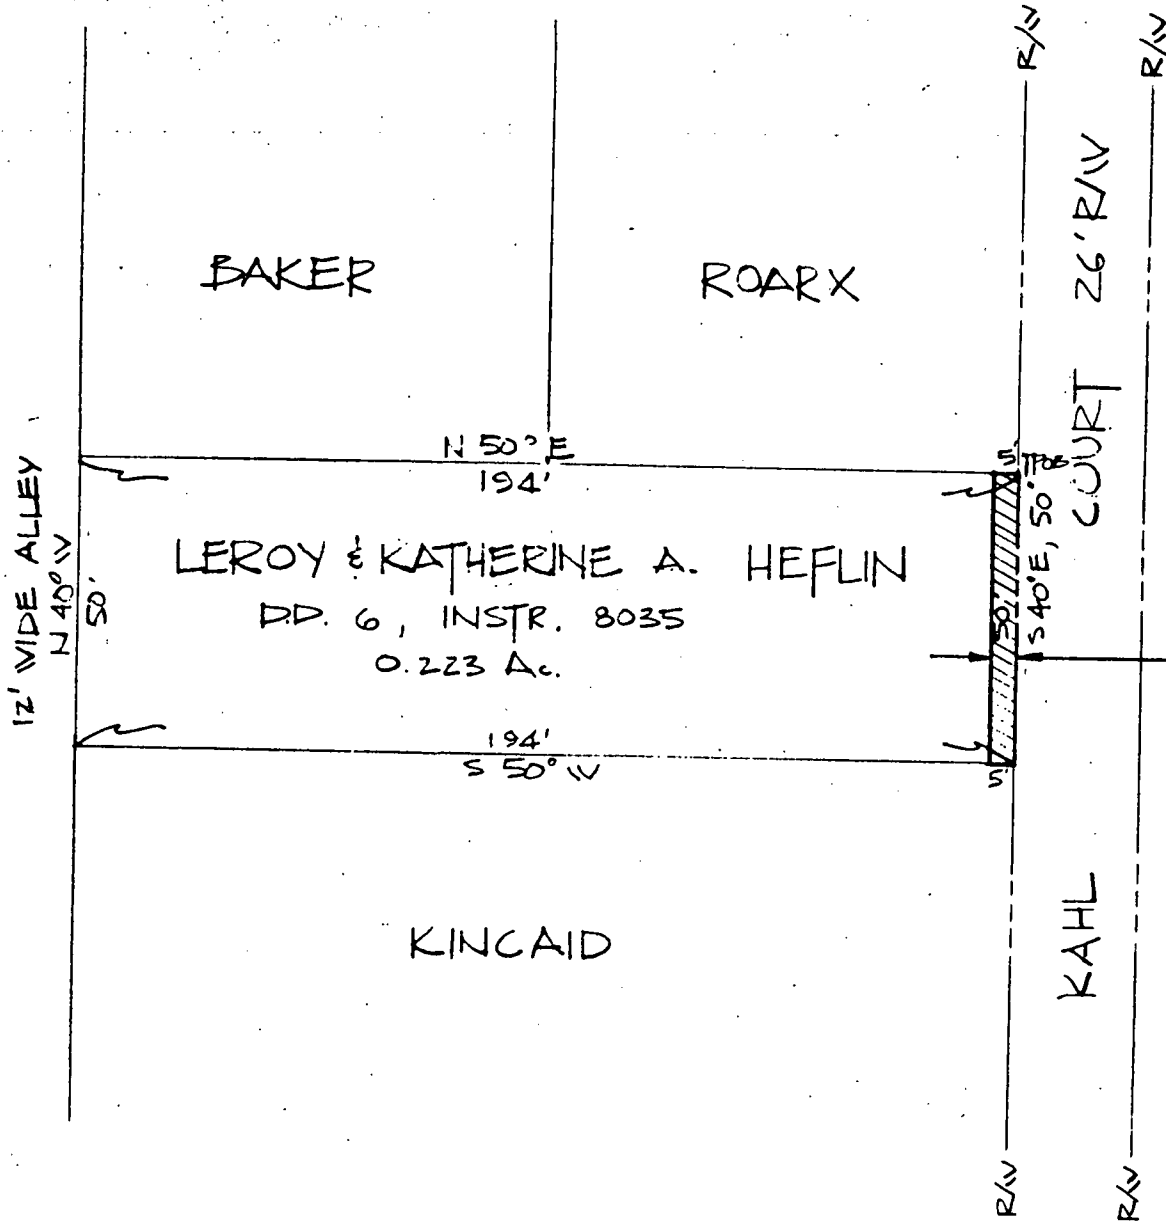 R/W
R/W
26' R/W
BAKER
ROARX
COURT
N 50° E
194'
5'
TPOB
12' WIDE ALLEY
N 40° W
50'
LEROY & KATHERINE A. HEFLIN
D.D. 6, INSTR. 8035
0.223 Ac.
50'
S 40° E, 50'
194'
S 50° W
5'
KINCAID
KAHL
R/W
R/W